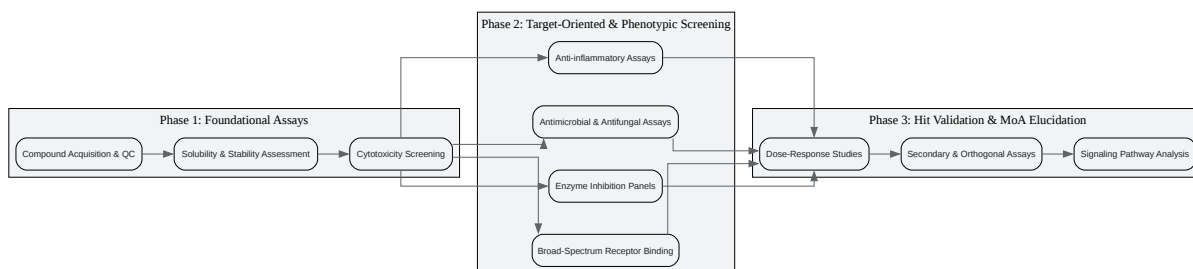 Phase 1: Foundational Assays
Compound Acquisition & QC
Solubility & Stability Assessment
Cytotoxicity Screening
Phase 2: Target-Oriented & Phenotypic Screening
Anti-inflammatory Assays
Antimicrobial & Antifungal Assays
Enzyme Inhibition Panels
Broad-Spectrum Receptor Binding
Phase 3: Hit Validation & MoA Elucidation
Dose-Response Studies
Secondary & Orthogonal Assays
Signaling Pathway Analysis